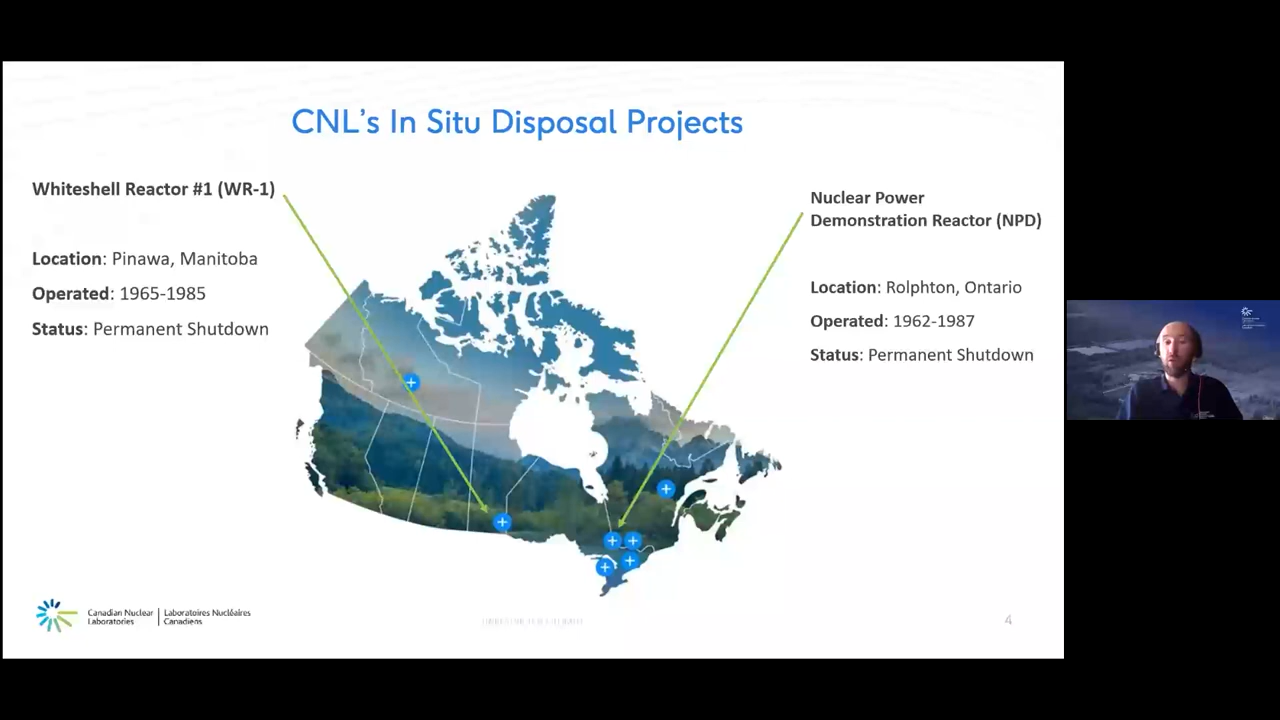 CNL's In Situ Disposal Projects
Whiteshell Reactor #1 (WR-1)
Location: Pinawa, Manitoba
Operated: 1965-1985
Status: Permanent Shutdown
Nuclear Power
Demonstration Reactor (NPD)
Location: Rolphton, Ontario
Operated: 1962-1987
Status: Permanent Shutdown
Canadian Nuclear
Laboratories
Laboratoires Nucléaires
Canadiens
4